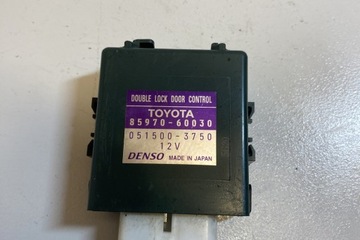 DOUBLE LOCK DOOR CONTROL
TOYOTA
85970-60030
051500-3750
12V
DENSO MADE IN JAPAN